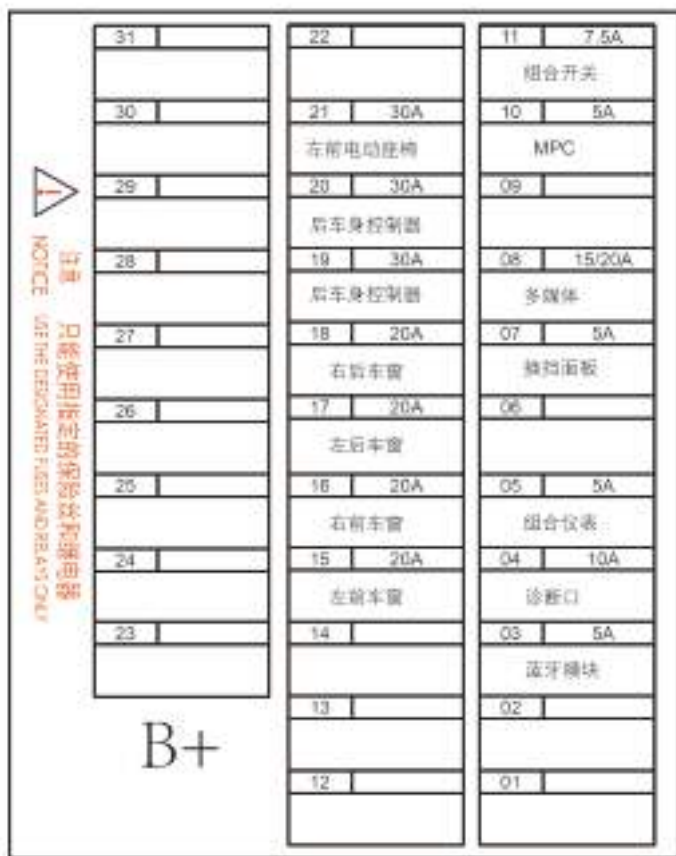 31
30
29
28
27
26
25
24
23
B+
22
21 30A
左前电动座椅
20 30A
后车身控制器
19 30A
后车身控制器
18 20A
右后车窗
17 20A
左后车窗
16 20A
右前车窗
15 20A
左前车窗
14
13
12
11 7.5A
组合开关
10 5A
MPC
09
08 15/20A
多媒体
07 5A
换挡面板
06
05 5A
组合仪表
04 10A
诊断口
03 5A
蓝牙模块
02
01
注意 只能使用指定的保险丝和继电器
NOTICE USE THE DESIGNATED FUSES AND RELAYS ONLY